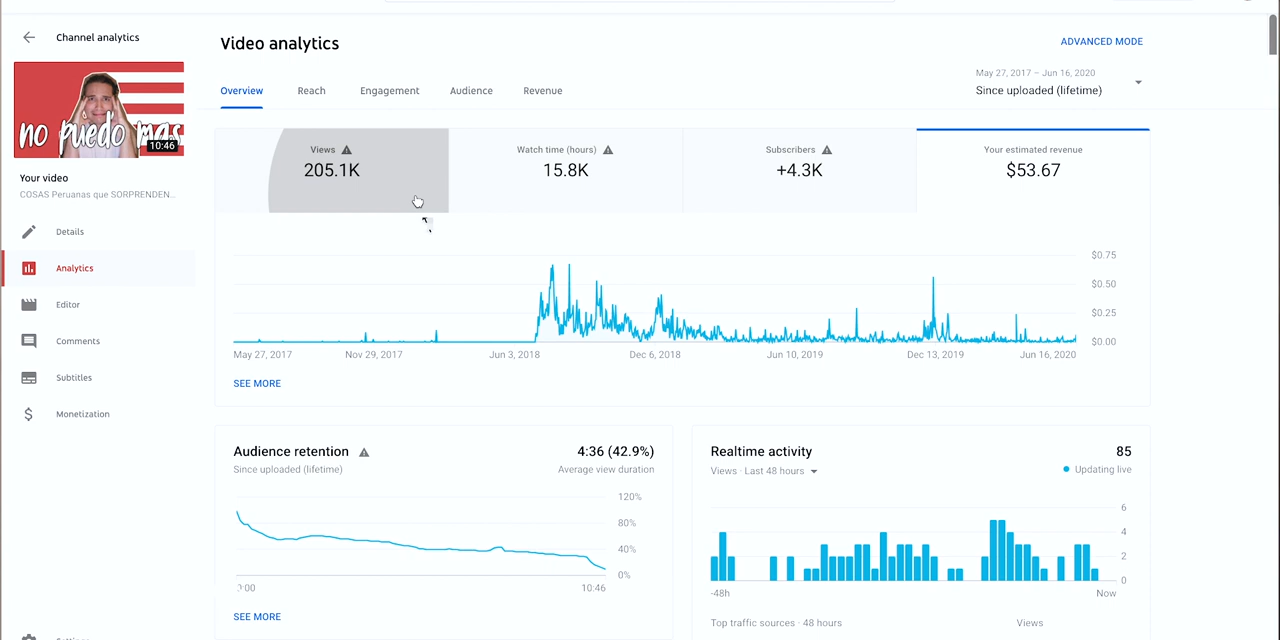 Channel analytics
Video analytics
ADVANCED MODE
May 27, 2017 – Jun 16, 2020
Since uploaded (lifetime)
Overview
Reach
Engagement
Audience
Revenue
no puedo mas
10:46
Your video
COSAS Peruanas que SORPRENDEN...
Details
Analytics
Editor
Comments
Subtitles
Monetization
Views
205.1K
Watch time (hours)
15.8K
Subscribers
+4.3K
Your estimated revenue
$53.67
$0.75
$0.50
$0.25
$0.00
May 27, 2017
Nov 29, 2017
Jun 3, 2018
Dec 6, 2018
Jun 10, 2019
Dec 13, 2019
Jun 16, 2020
SEE MORE
Audience retention
4:36 (42.9%)
Since uploaded (lifetime)
Average view duration
120%
80%
40%
0%
10:46
SEE MORE
Realtime activity
85
Views · Last 48 hours
Updating live
6
4
2
0
-48h
Now
Top traffic sources · 48 hours
Views